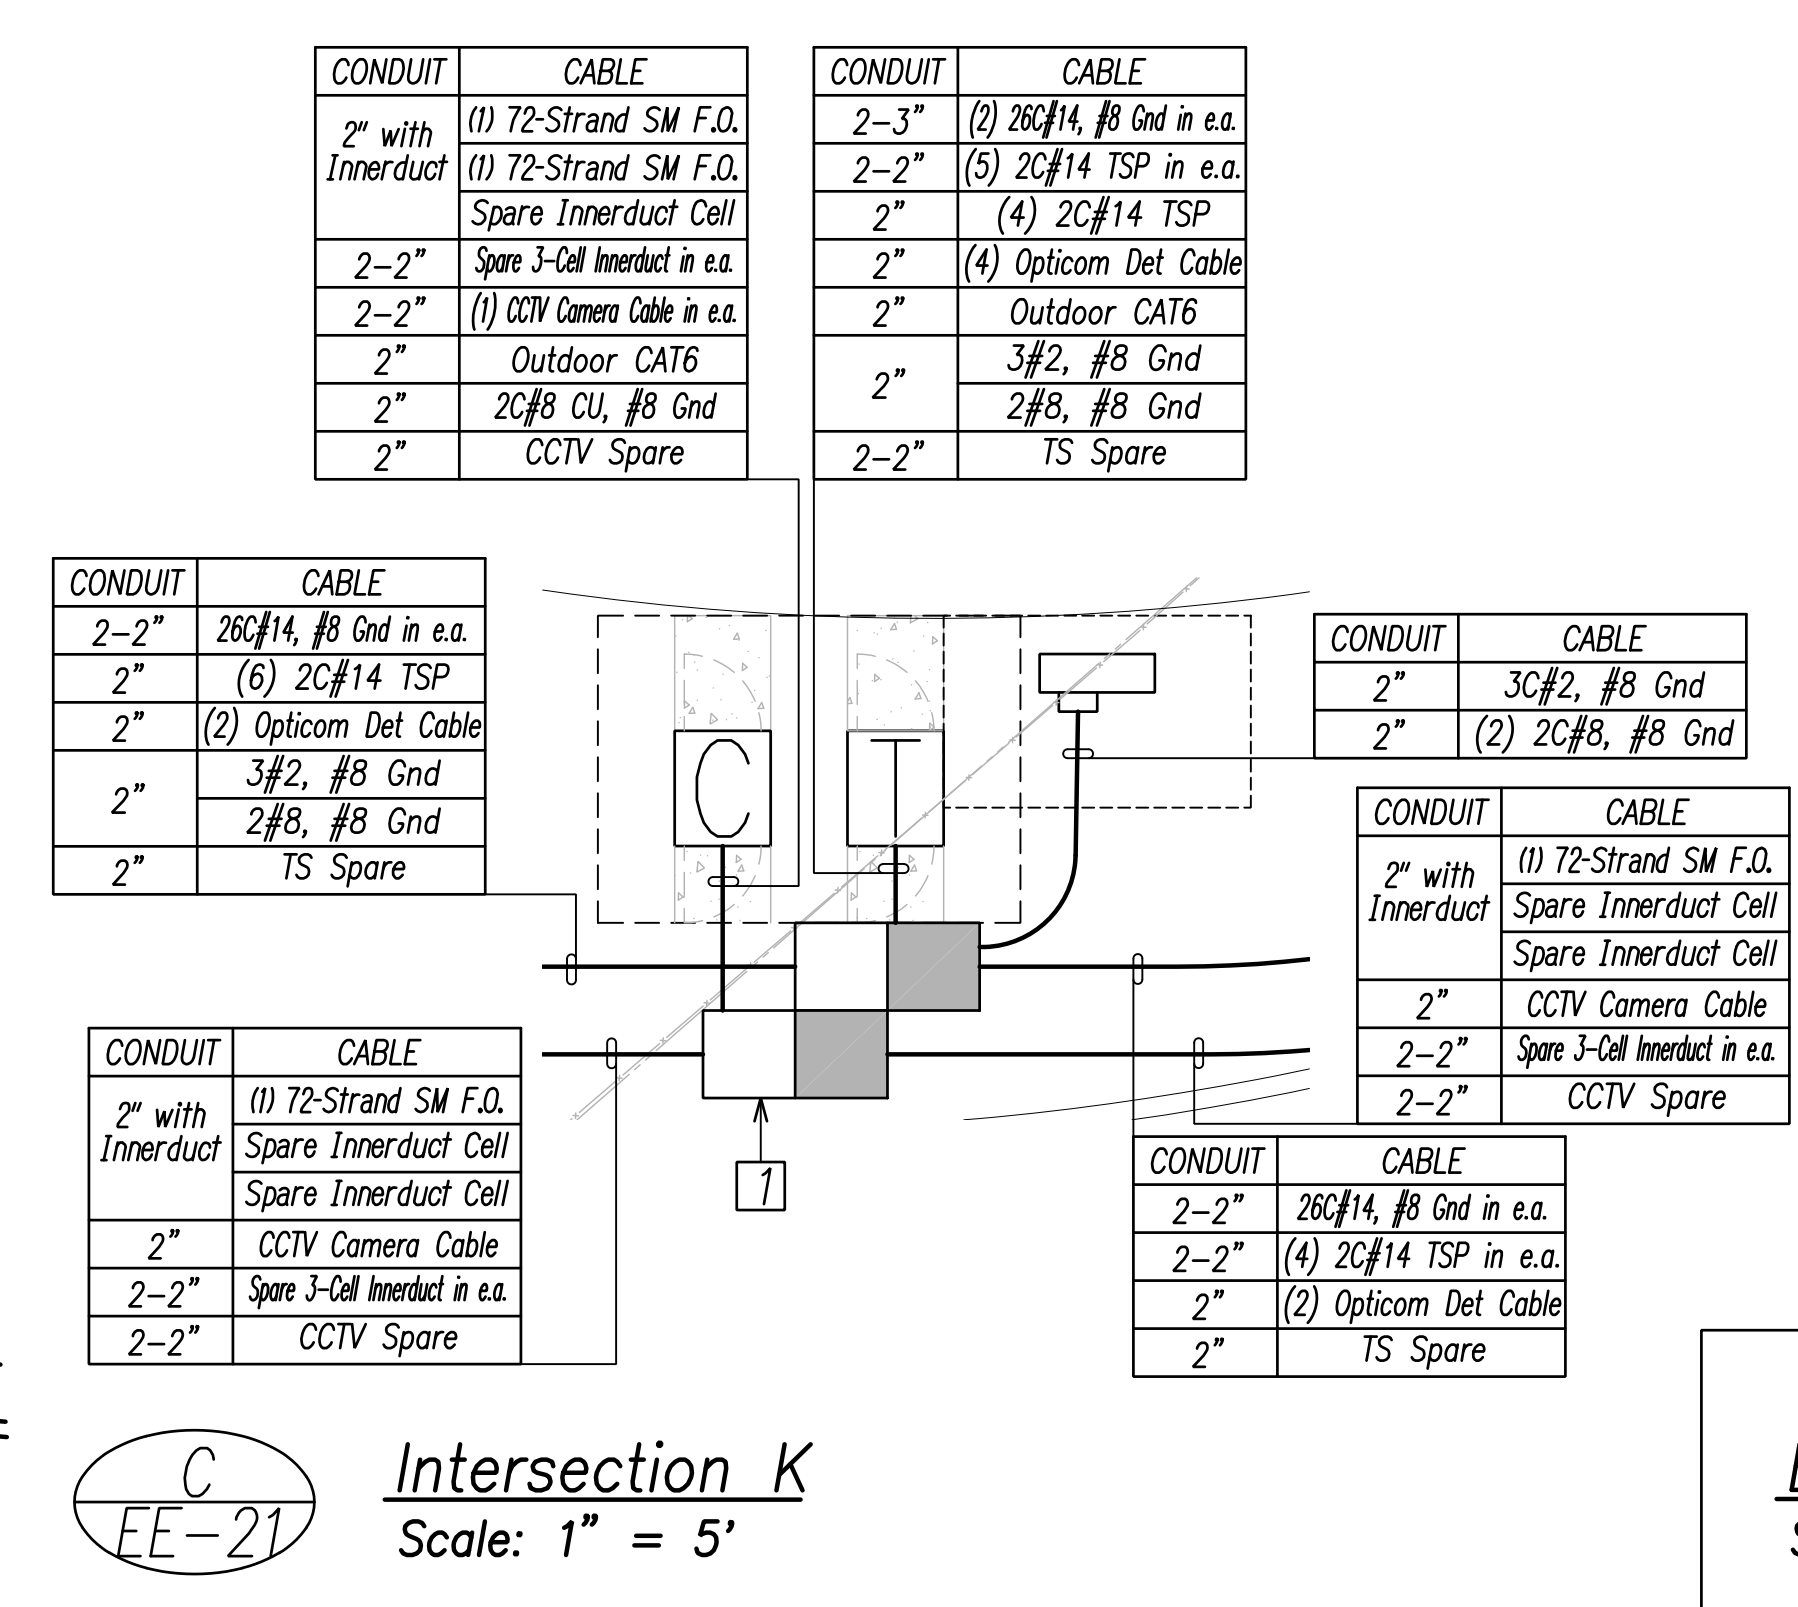 CONDUIT CABLE
2" with Innerduct (1) 72-Strand SM F.O.
(1) 72-Strand SM F.O.
Spare Innerduct Cell
2-2" Spare 3-Cell Innerduct in e.a.
2-2" (1) CCTV Camera Cable in e.a.
2" Outdoor CAT6
2" 2C#8 CU, #8 Gnd
2" CCTV Spare
CONDUIT CABLE
2-3" (2) 26C#14, #8 Gnd in e.a.
2-2" (5) 2C#14 TSP in e.a.
2" (4) 2C#14 TSP
2" (4) Opticom Det Cable
2" Outdoor CAT6
2" 3#2, #8 Gnd
2#8, #8 Gnd
2-2" TS Spare
CONDUIT CABLE
2-2" 26C#14, #8 Gnd in e.a.
2" (6) 2C#14 TSP
2" (2) Opticom Det Cable
2" 3#2, #8 Gnd
2#8, #8 Gnd
2" TS Spare
C
T
CONDUIT CABLE
2" 3C#2, #8 Gnd
2" (2) 2C#8, #8 Gnd
CONDUIT CABLE
2" with Innerduct (1) 72-Strand SM F.O.
Spare Innerduct Cell
Spare Innerduct Cell
2" CCTV Camera Cable
2-2" Spare 3-Cell Innerduct in e.a.
2-2" CCTV Spare
CONDUIT CABLE
2" with Innerduct (1) 72-Strand SM F.O.
Spare Innerduct Cell
Spare Innerduct Cell
2" CCTV Camera Cable
2-2" Spare 3-Cell Innerduct in e.a.
2-2" CCTV Spare
1
CONDUIT CABLE
2-2" 26C#14, #8 Gnd in e.a.
2-2" (4) 2C#14 TSP in e.a.
2" (2) Opticom Det Cable
2" TS Spare
C
EE-21
Intersection K
Scale: 1" = 5'